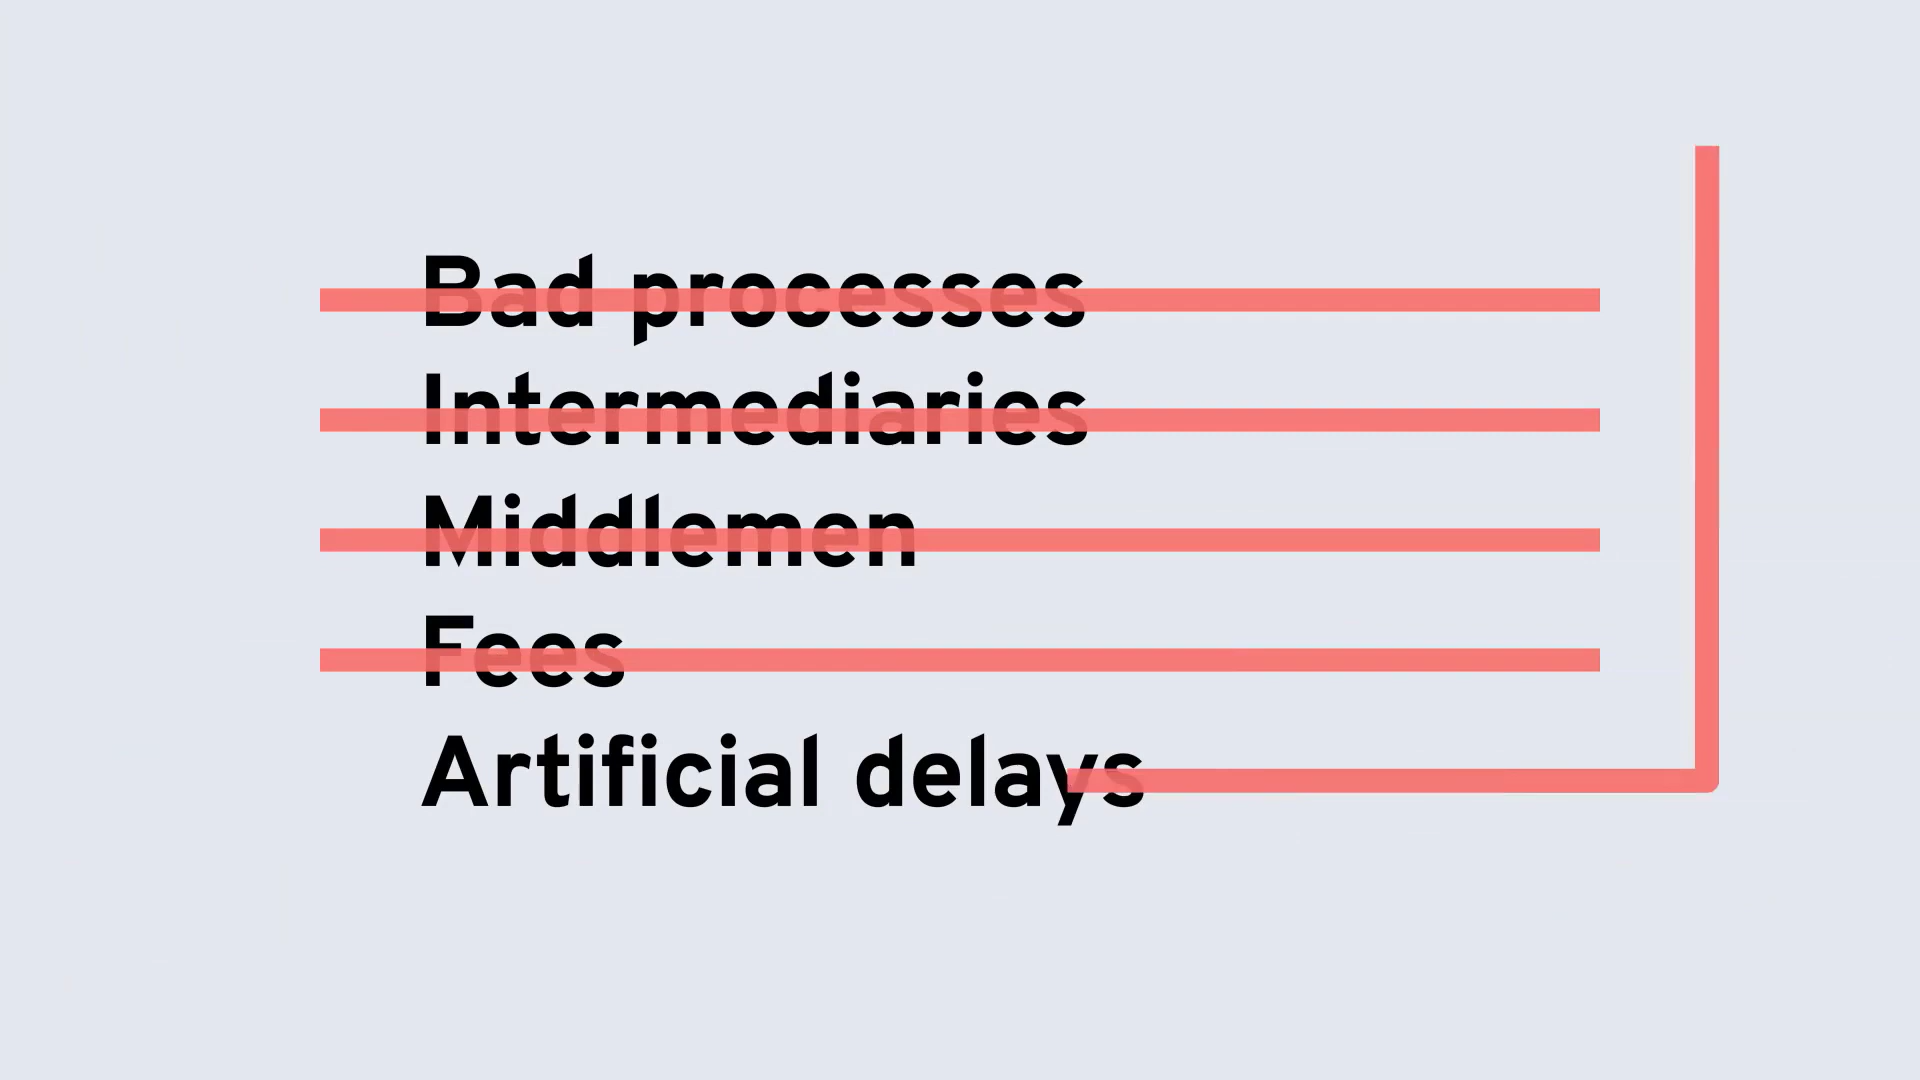 Bad processes
Intermediaries
Middlemen
Fees
Artificial delays